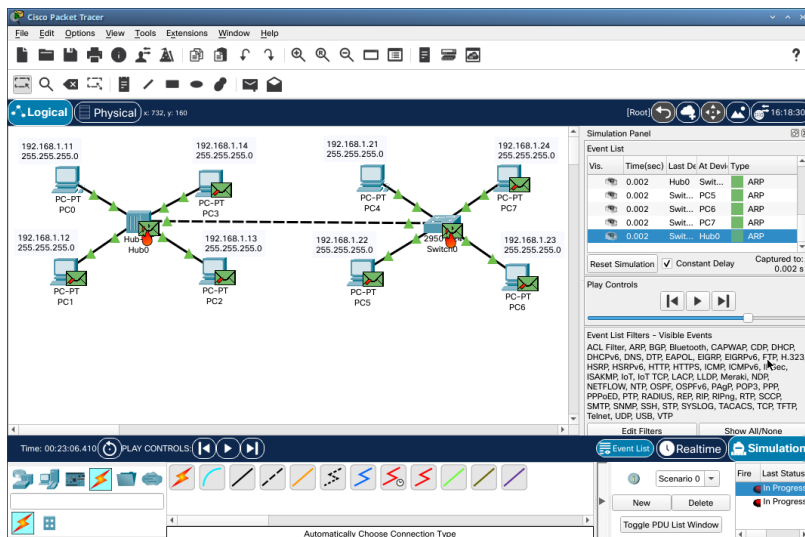 Cisco Packet Tracer
File Edit Options View Tools Extensions Window Help
?
Logical Physical x: 732, y: 160
[Root] 16:18:30
192.168.1.11
255.255.255.0
PC-PT
PC0
192.168.1.14
255.255.255.0
PC-PT
PC3
192.168.1.21
255.255.255.0
PC-PT
PC4
192.168.1.24
255.255.255.0
PC-PT
PC7
Hub0
Switch0
192.168.1.12
255.255.255.0
PC-PT
PC1
192.168.1.13
255.255.255.0
PC-PT
PC2
192.168.1.22
255.255.255.0
PC-PT
PC5
192.168.1.23
255.255.255.0
PC-PT
PC6
Simulation Panel
Event List
Vis. Time(sec) Last De At Devi Type
0.002 Hub0 Swit... ARP
0.002 Swit... PC5 ARP
0.002 Swit... PC6 ARP
0.002 Swit... PC7 ARP
0.002 Swit... Hub0 ARP
Reset Simulation Constant Delay Captured to:
0.002 s
Play Controls
Event List Filters - Visible Events
ACL Filter, ARP, BGP, Bluetooth, CAPWAP, CDP, DHCP,
DHCPv6, DNS, DTP, EAPOL, EIGRP, EIGRPv6, FTP, H.323,
HSRP, HSRPv6, HTTP, HTTPS, ICMP, ICMPv6, IPSec,
ISAKMP, IoT, IoT TCP, LACP, LLDP, Meraki, NDP,
NETFLOW, NTP, OSPF, OSPFv6, PAgP, POP3, PPP,
PPPoED, PTP, RADIUS, REP, RIP, RIPng, RTP, SCCP,
SMTP, SNMP, SSH, STP, SYSLOG, TACACS, TCP, TFTP,
Telnet, UDP, USB, VTP
Edit Filters Show All/None
Time: 00:23:06.410 PLAY CONTROLS:
Event List Realtime Simulation
Scenario 0
New Delete
Toggle PDU List Window
Fire Last Status
In Progress
In Progress
Automatically Choose Connection Type